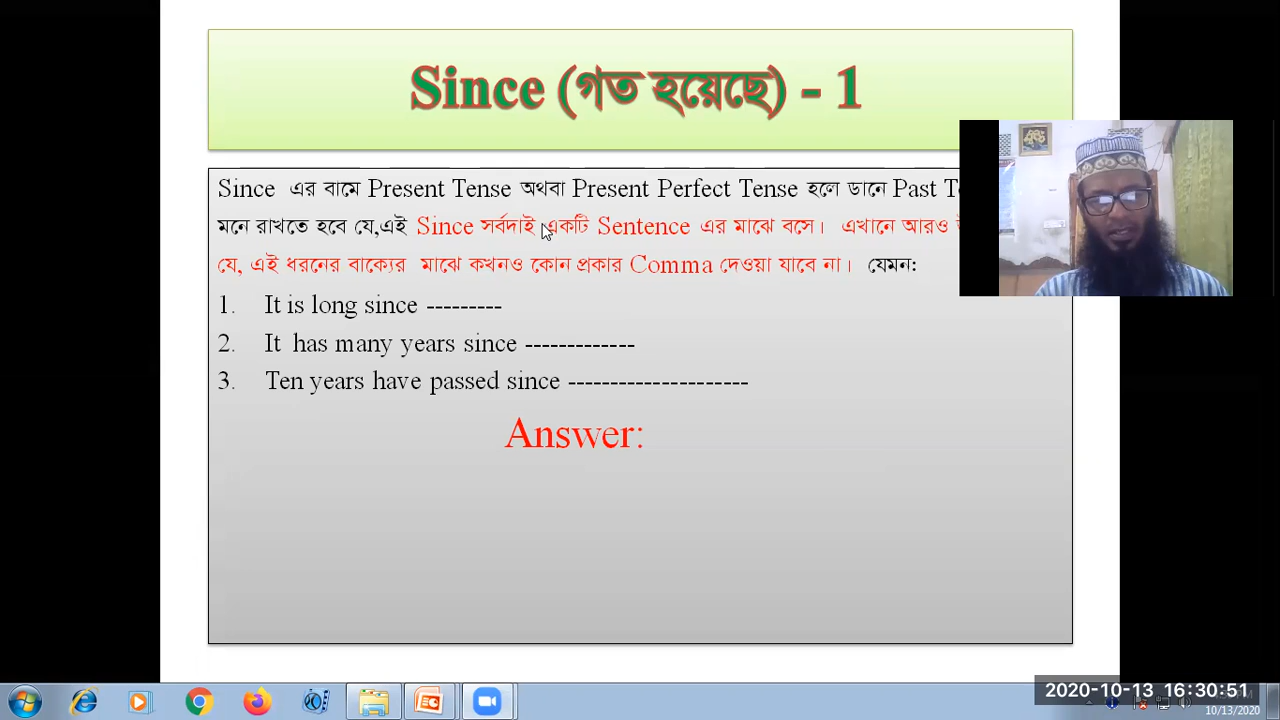 Since (গত হয়েছে) - 1
Since এর বামে Present Tense অথবা Present Perfect Tense হলে ডানে Past
মনে রাখতে হবে যে,এই Since সর্বদাই একটি Sentence এর মাঝে বসে। এখানে আরও
যে, এই ধরনের বাক্যের মাঝে কখনও কোন প্রকার Comma দেওয়া যাবে না। যেমন:
1. It is long since ---------
2. It has many years since -------------
3. Ten years have passed since ---------------------
Answer:
2020-10-13 16:30:51
10/13/2020